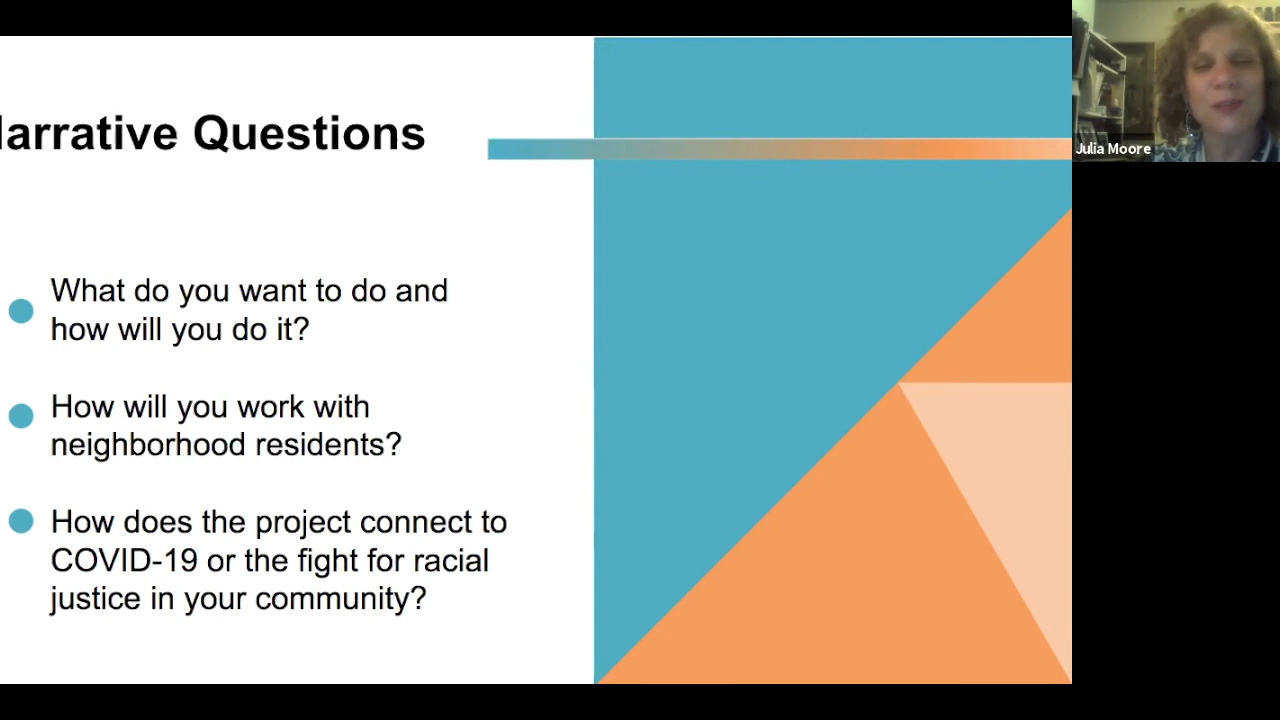 arrative Questions
Julia Moore
What do you want to do and
how will you do it?
How will you work with
neighborhood residents?
How does the project connect to
COVID-19 or the fight for racial
justice in your community?